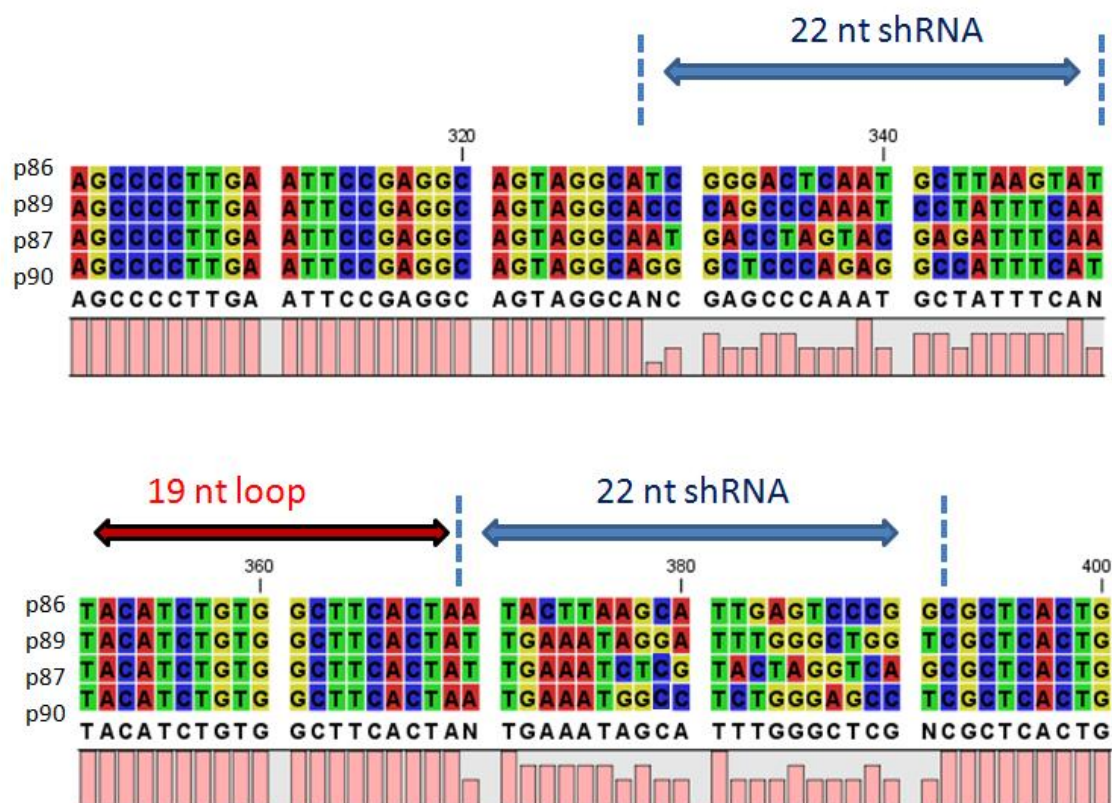 22 nt shRNA
320 340
p86 AGCCCCTTGA ATTCCGAGGC AGTAGGCATC GGGACTCAAT GCTTAAGTAT
p89 AGCCCCTTGA ATTCCGAGGC AGTAGGCACC CAGCCCAAAT CCTATTTCAA
p87 AGCCCCTTGA ATTCCGAGGC AGTAGGCAAT GACCTAGTAC GAGATTTCAA
p90 AGCCCCTTGA ATTCCGAGGC AGTAGGCAGG GCTCCCAGAG GCCATTTCAT
AGCCCCTTGA ATTCCGAGGC AGTAGGCANC GAGCCCAAAT GCTATTTCAN
19 nt loop 22 nt shRNA
360 380 400
p86 TACATCTGTG GCTTCACTAA TACTTAAGCA TTGAGTCCCG GCGCTCACTG
p89 TACATCTGTG GCTTCACTAT TGAAATAGGA TTTGGGCTGG TCGCTCACTG
p87 TACATCTGTG GCTTCACTAT TGAAATCTCG TACTAGGTCA GCGCTCACTG
p90 TACATCTGTG GCTTCACTAA TGAAATGGCC TCTGGGAGCC TCGCTCACTG
TACATCTGTG GCTTCACTAN TGAAATAGCA TTTGGGCTCG NCGCTCACTG